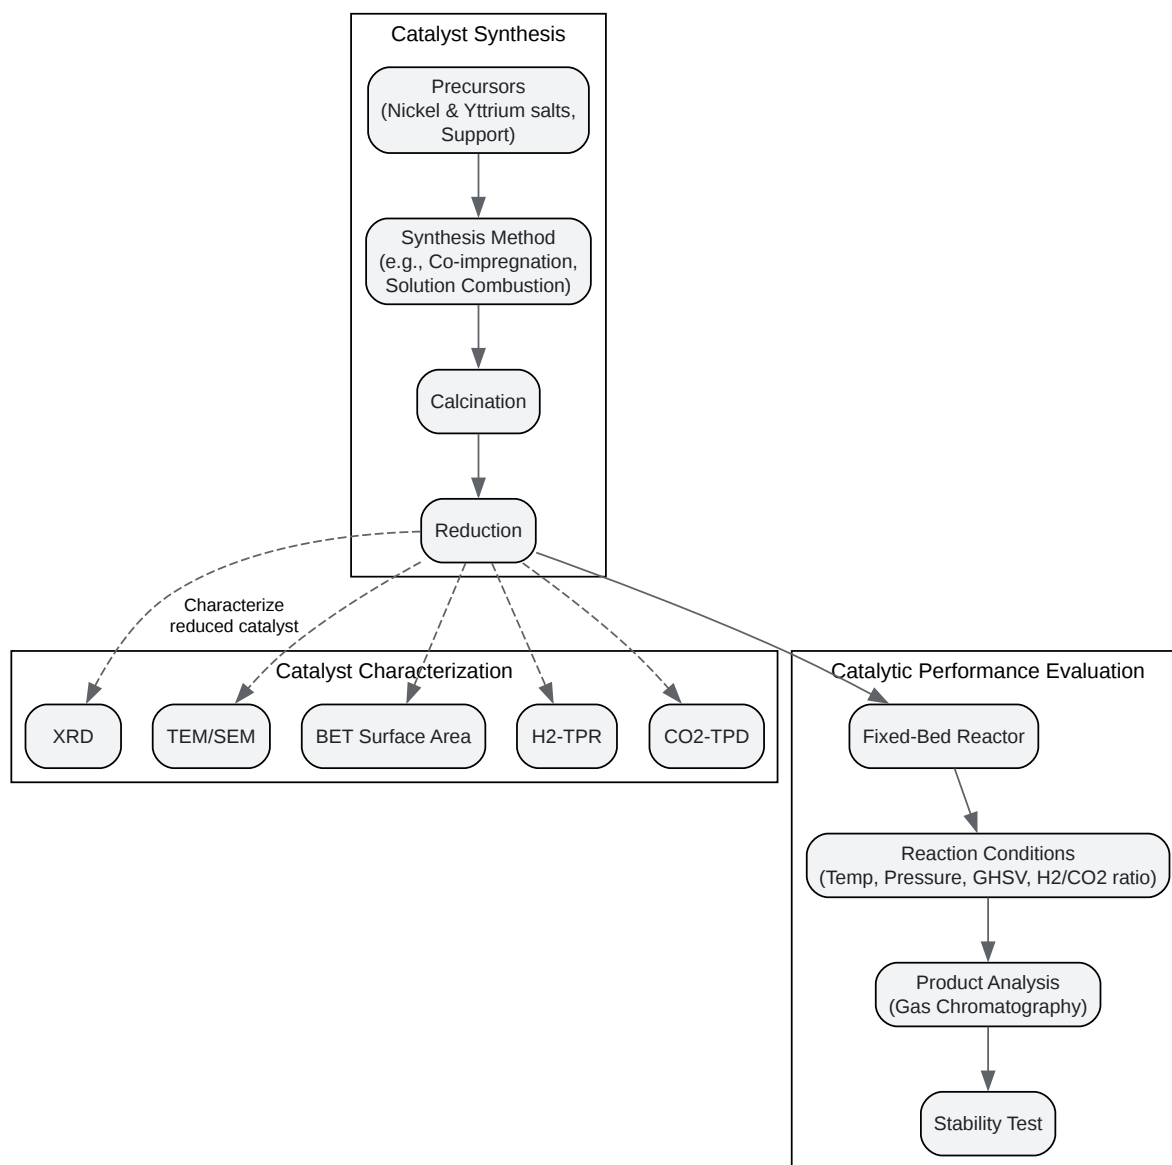 Catalyst Synthesis
Precursors
(Nickel & Yttrium salts,
Support)
Synthesis Method
(e.g., Co-impregnation,
Solution Combustion)
Calcination
Reduction
Characterize
reduced catalyst
Catalyst Characterization
XRD
TEM/SEM
BET Surface Area
H2-TPR
CO2-TPD
Catalytic Performance Evaluation
Fixed-Bed Reactor
Reaction Conditions
(Temp, Pressure, GHSV, H2/CO2 ratio)
Product Analysis
(Gas Chromatography)
Stability Test